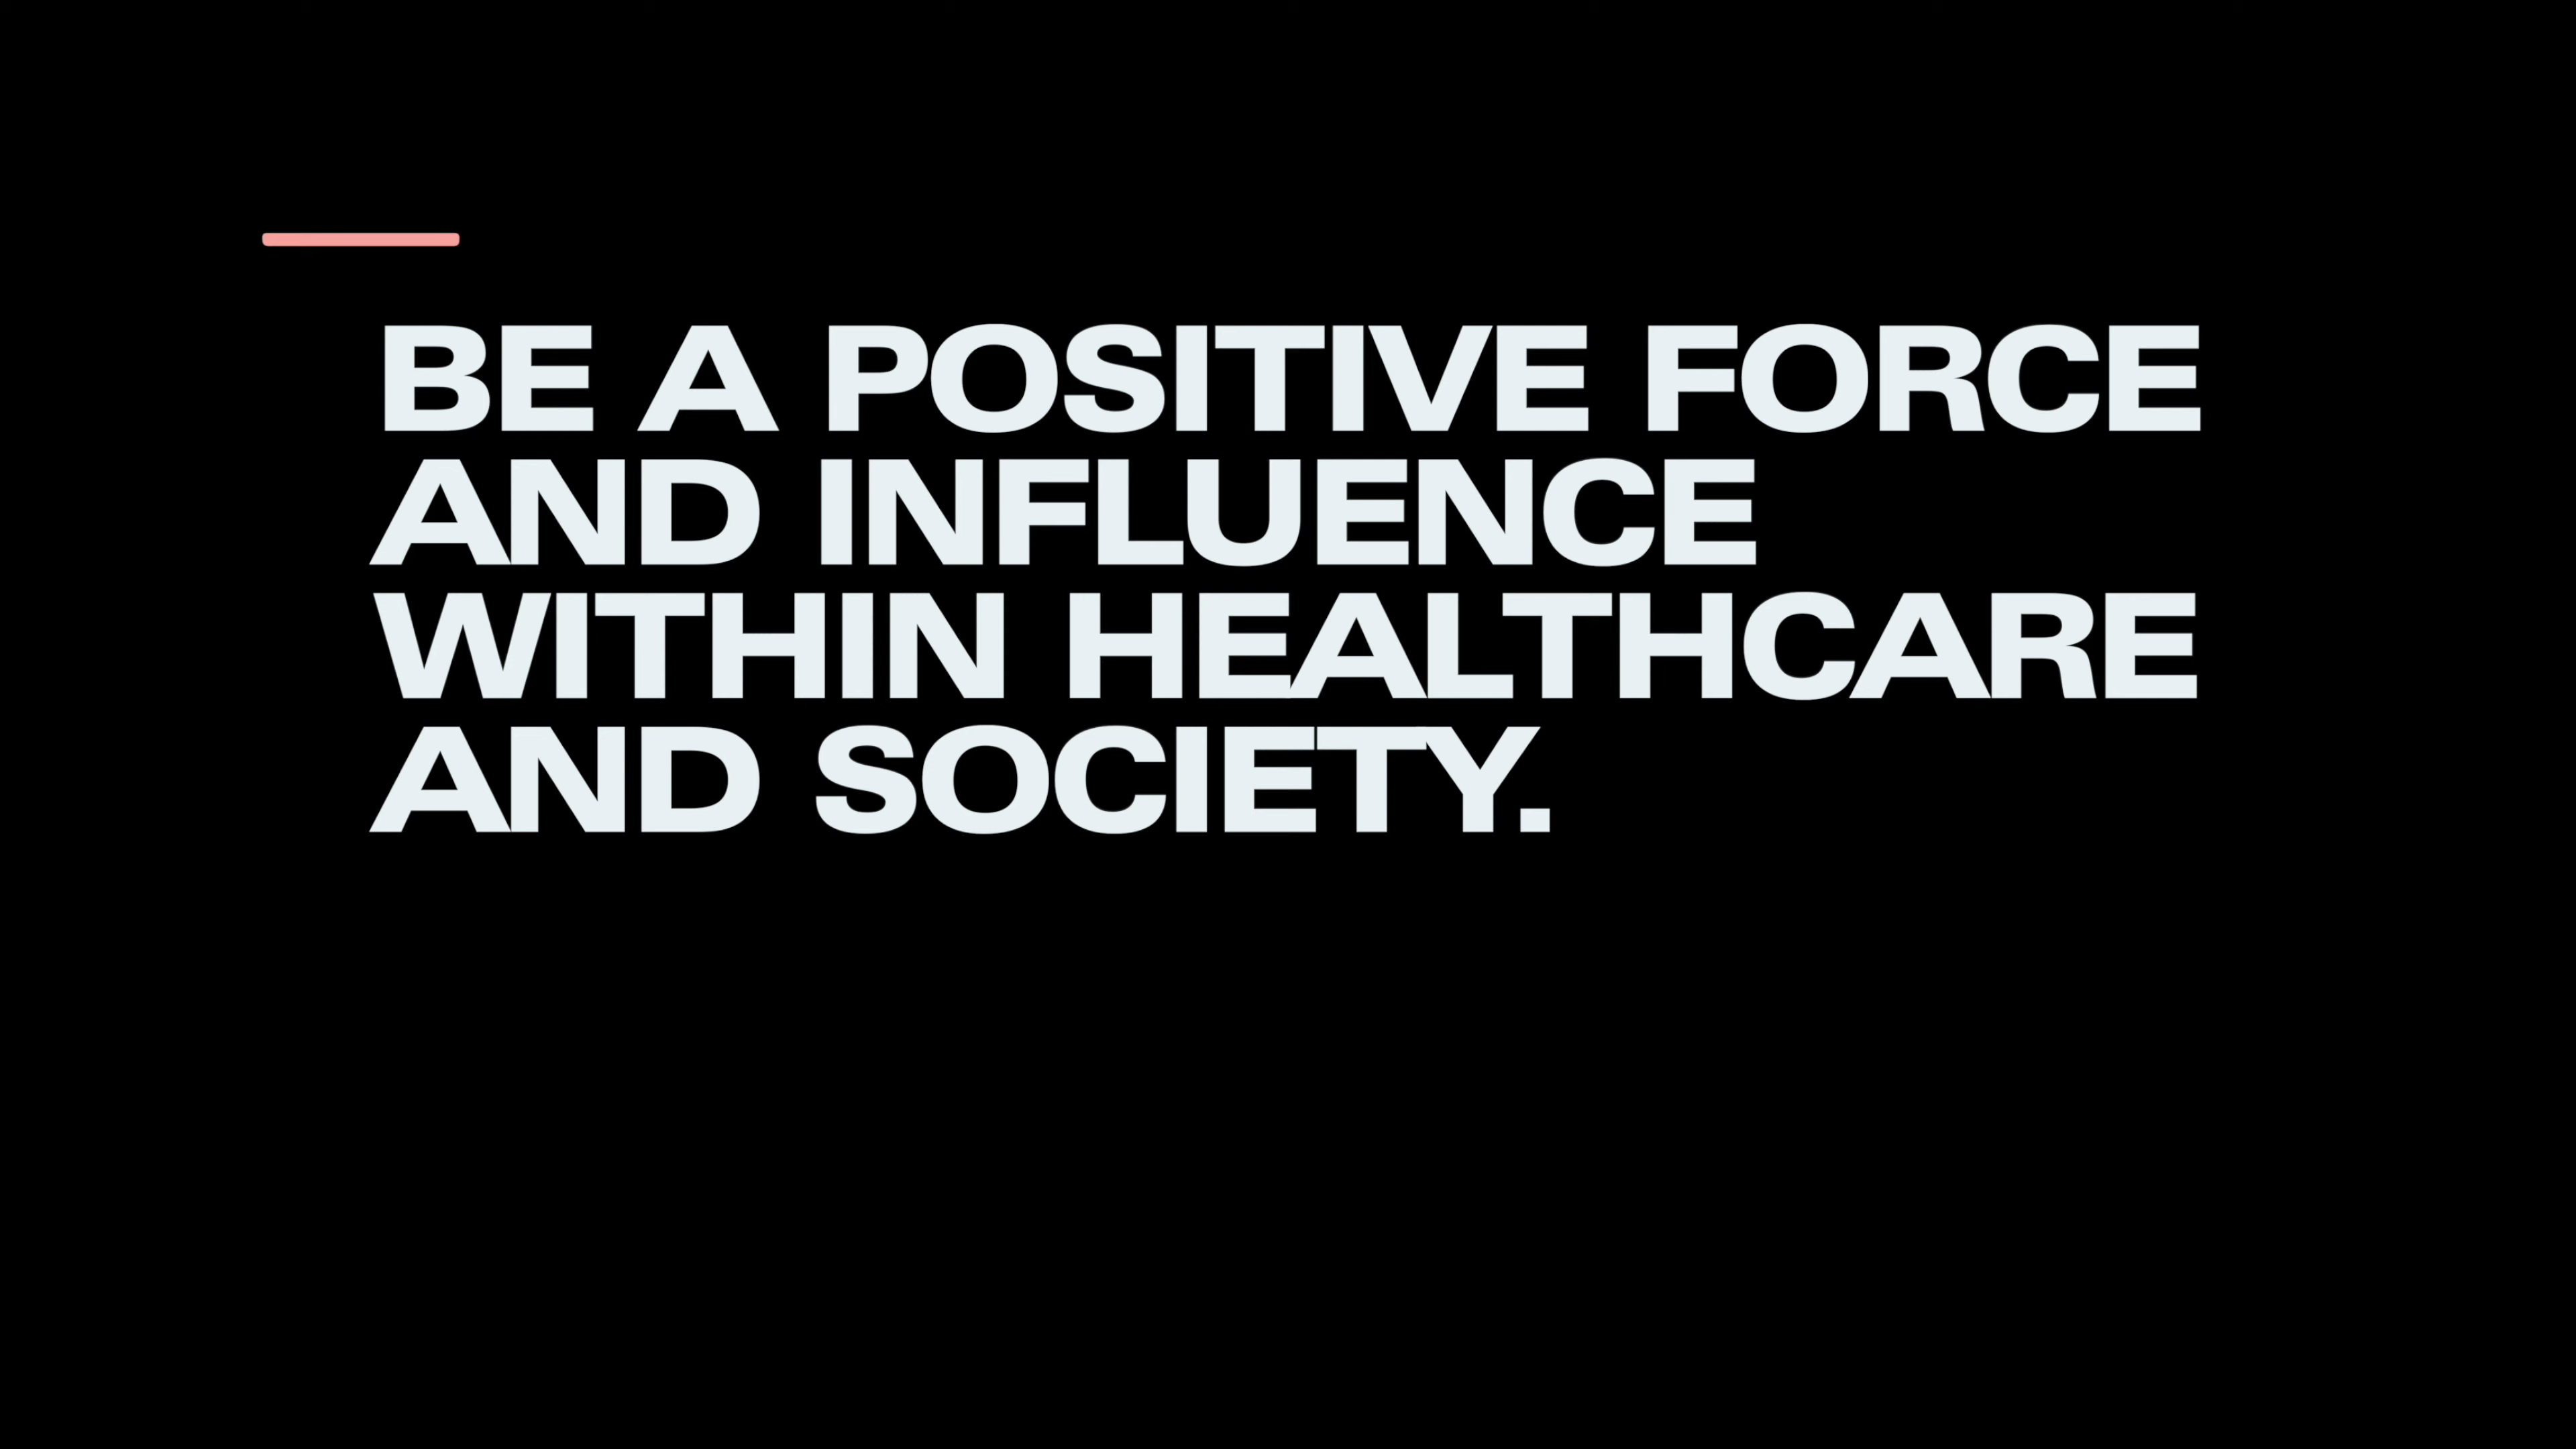 BE A POSITIVE FORCE
AND INFLUENCE
WITHIN HEALTHCARE
AND SOCIETY.